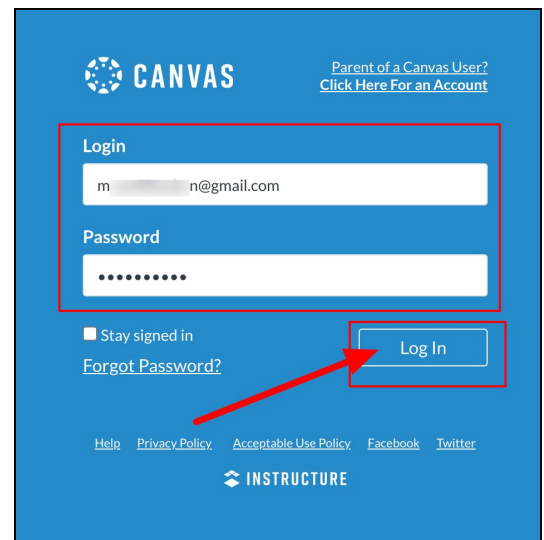 CANVAS
Parent of a Canvas User?
Click Here For an Account
Login
m n@gmail.com
Password
Stay signed in
Log In
Forgot Password?
Help Privacy Policy Acceptable Use Policy Facebook Twitter
INSTRUCTURE